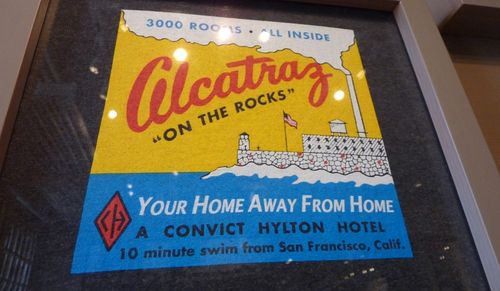 3000 ROOMS • ALL INSIDE
Alcatraz
"ON THE ROCKS"
YOUR HOME AWAY FROM HOME
CH
A CONVICT HYLTON HOTEL
10 minute swim from San Francisco, Calif.